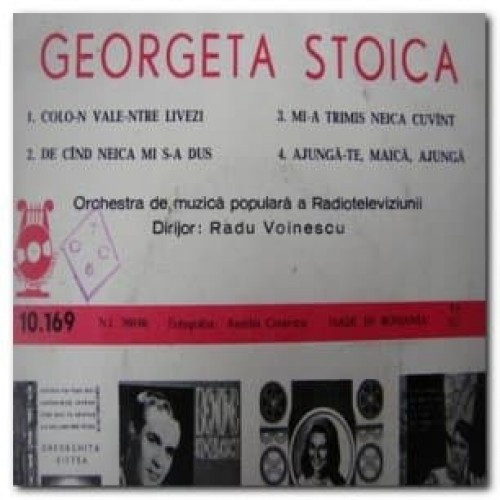 GEORGETA STOICA
1. COLO-N VALE-NTRE LIVEZI
2. DE CÎND NEICA MI S-A DUS
3. MI-A TRIMIS NEICA CUVÎNT
4. AJUNGĂ-TE, MAICĂ, AJUNGĂ
Orchestra de muzică populară a Radioteleviziunii
Dirijor: Radu Voinescu
10.169
MADE IN ROMANIA
GHEORGHIȚA